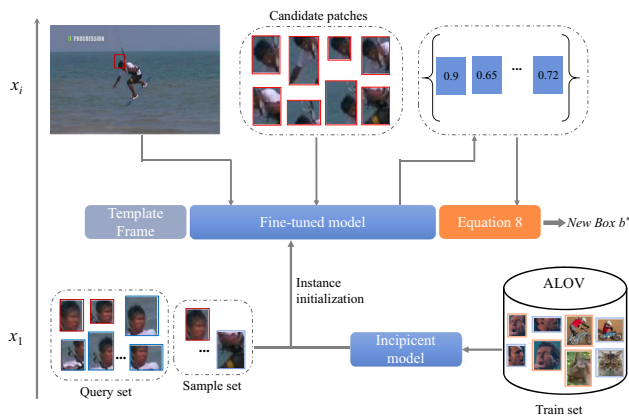 Candidate patches
PROGRESSION
x_i
0.9
0.65
...
0.72
Template Frame
Fine-tuned model
Equation 8
New Box b*
Instance
initialization
ALOV
x_1
...
...
Incipicent
model
Query set
Sample set
Train set